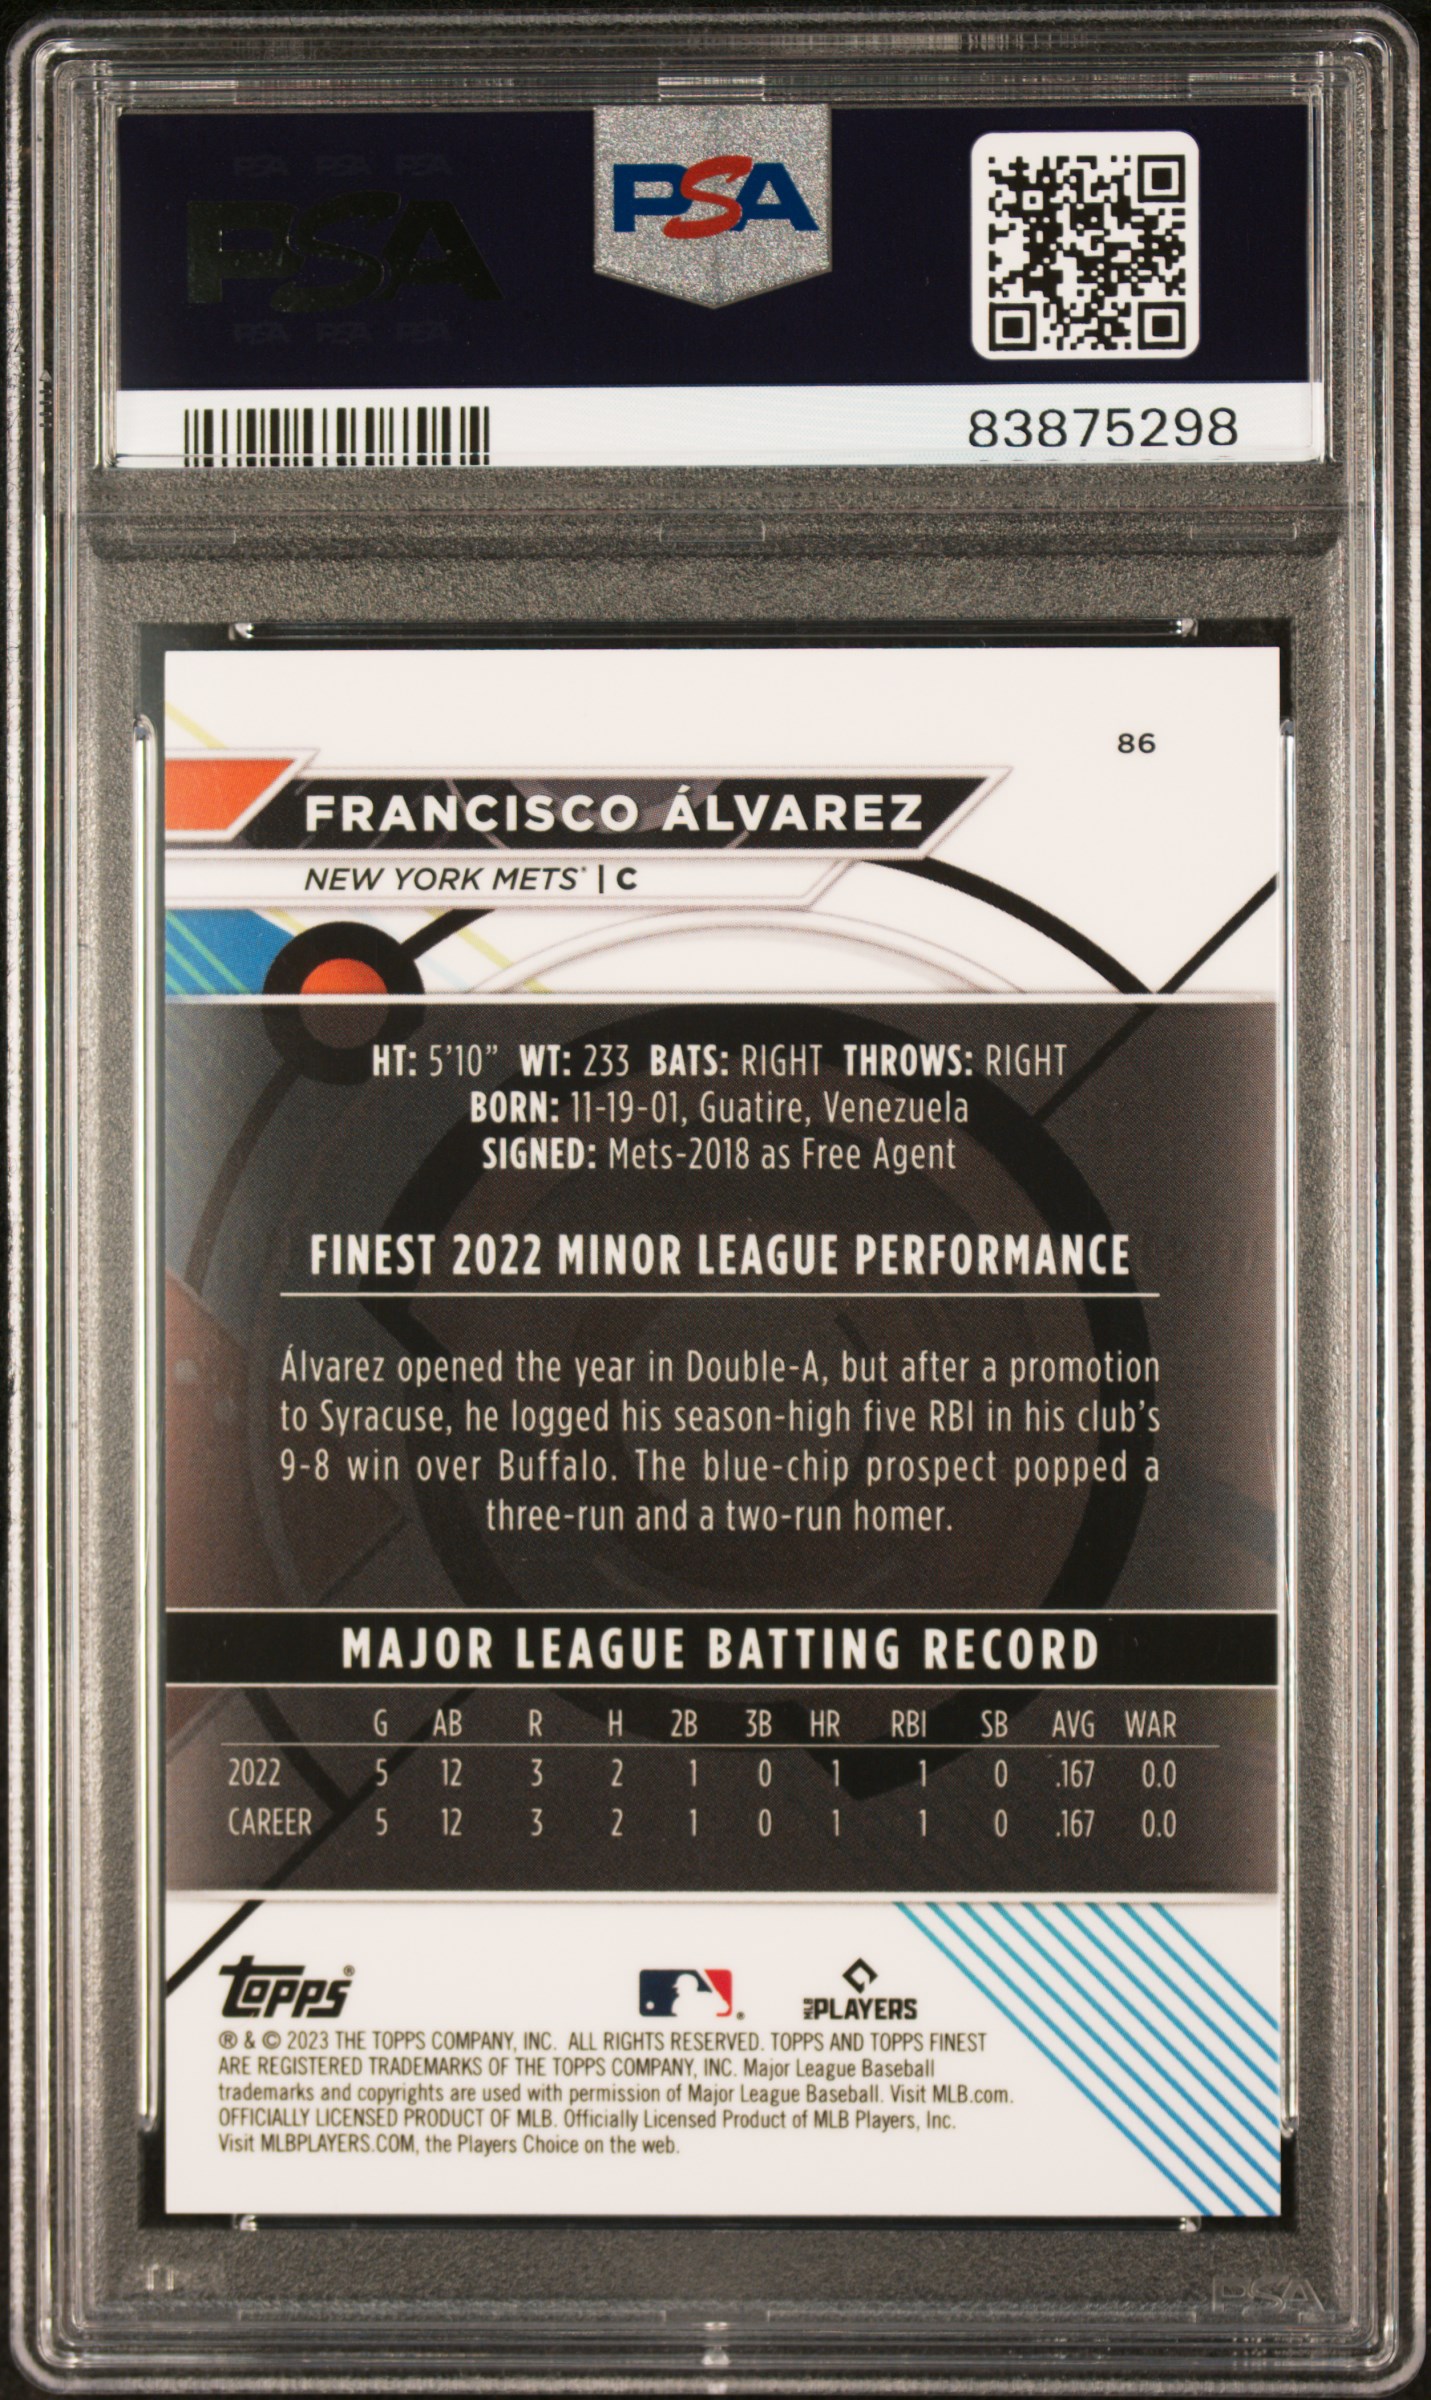 PSA PSA PSA
PSA
PSA PSA PSA
PSA
83875298
86
FRANCISCO ÁLVAREZ
NEW YORK METS® | C
HT: 5'10” WT: 233 BATS: RIGHT THROWS: RIGHT
BORN: 11-19-01, Guatire, Venezuela
SIGNED: Mets-2018 as Free Agent
FINEST 2022 MINOR LEAGUE PERFORMANCE
Álvarez opened the year in Double-A, but after a promotion
to Syracuse, he logged his season-high five RBI in his club's
9-8 win over Buffalo. The blue-chip prospect popped a
three-run and a two-run homer.
MAJOR LEAGUE BATTING RECORD
G AB R H 2B 3B HR RBI SB AVG WAR
2022 5 12 3 2 1 0 1 1 0 .167 0.0
CAREER 5 12 3 2 1 0 1 1 0 .167 0.0
Topps®
MLB PLAYERS
® & © 2023 THE TOPPS COMPANY, INC. ALL RIGHTS RESERVED. TOPPS AND TOPPS FINEST
ARE REGISTERED TRADEMARKS OF THE TOPPS COMPANY, INC. Major League Baseball
trademarks and copyrights are used with permission of Major League Baseball. Visit MLB.com.
OFFICIALLY LICENSED PRODUCT OF MLB. Officially Licensed Product of MLB Players, Inc.
Visit MLBPLAYERS.COM, the Players Choice on the web.
PSA